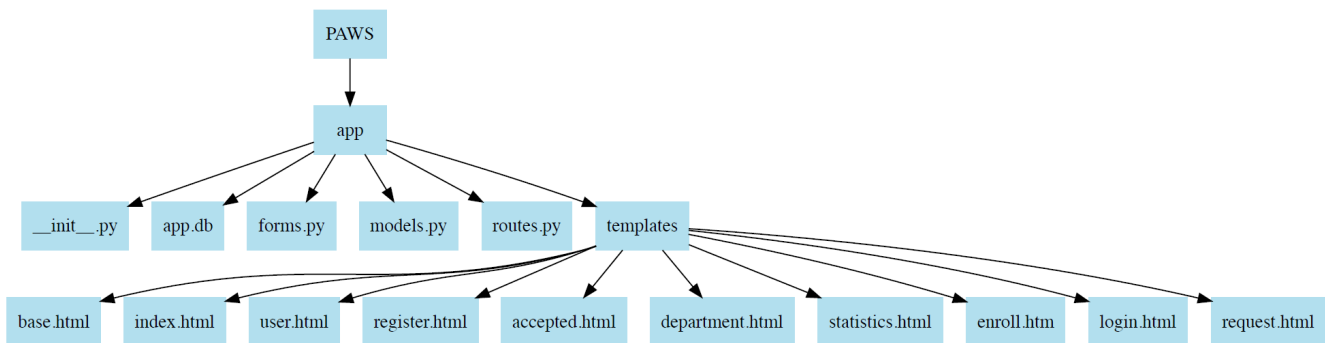 PAWS
app
__init__.py
app.db
forms.py
models.py
routes.py
templates
base.html
index.html
user.html
register.html
accepted.html
department.html
statistics.html
enroll.htm
login.html
request.html